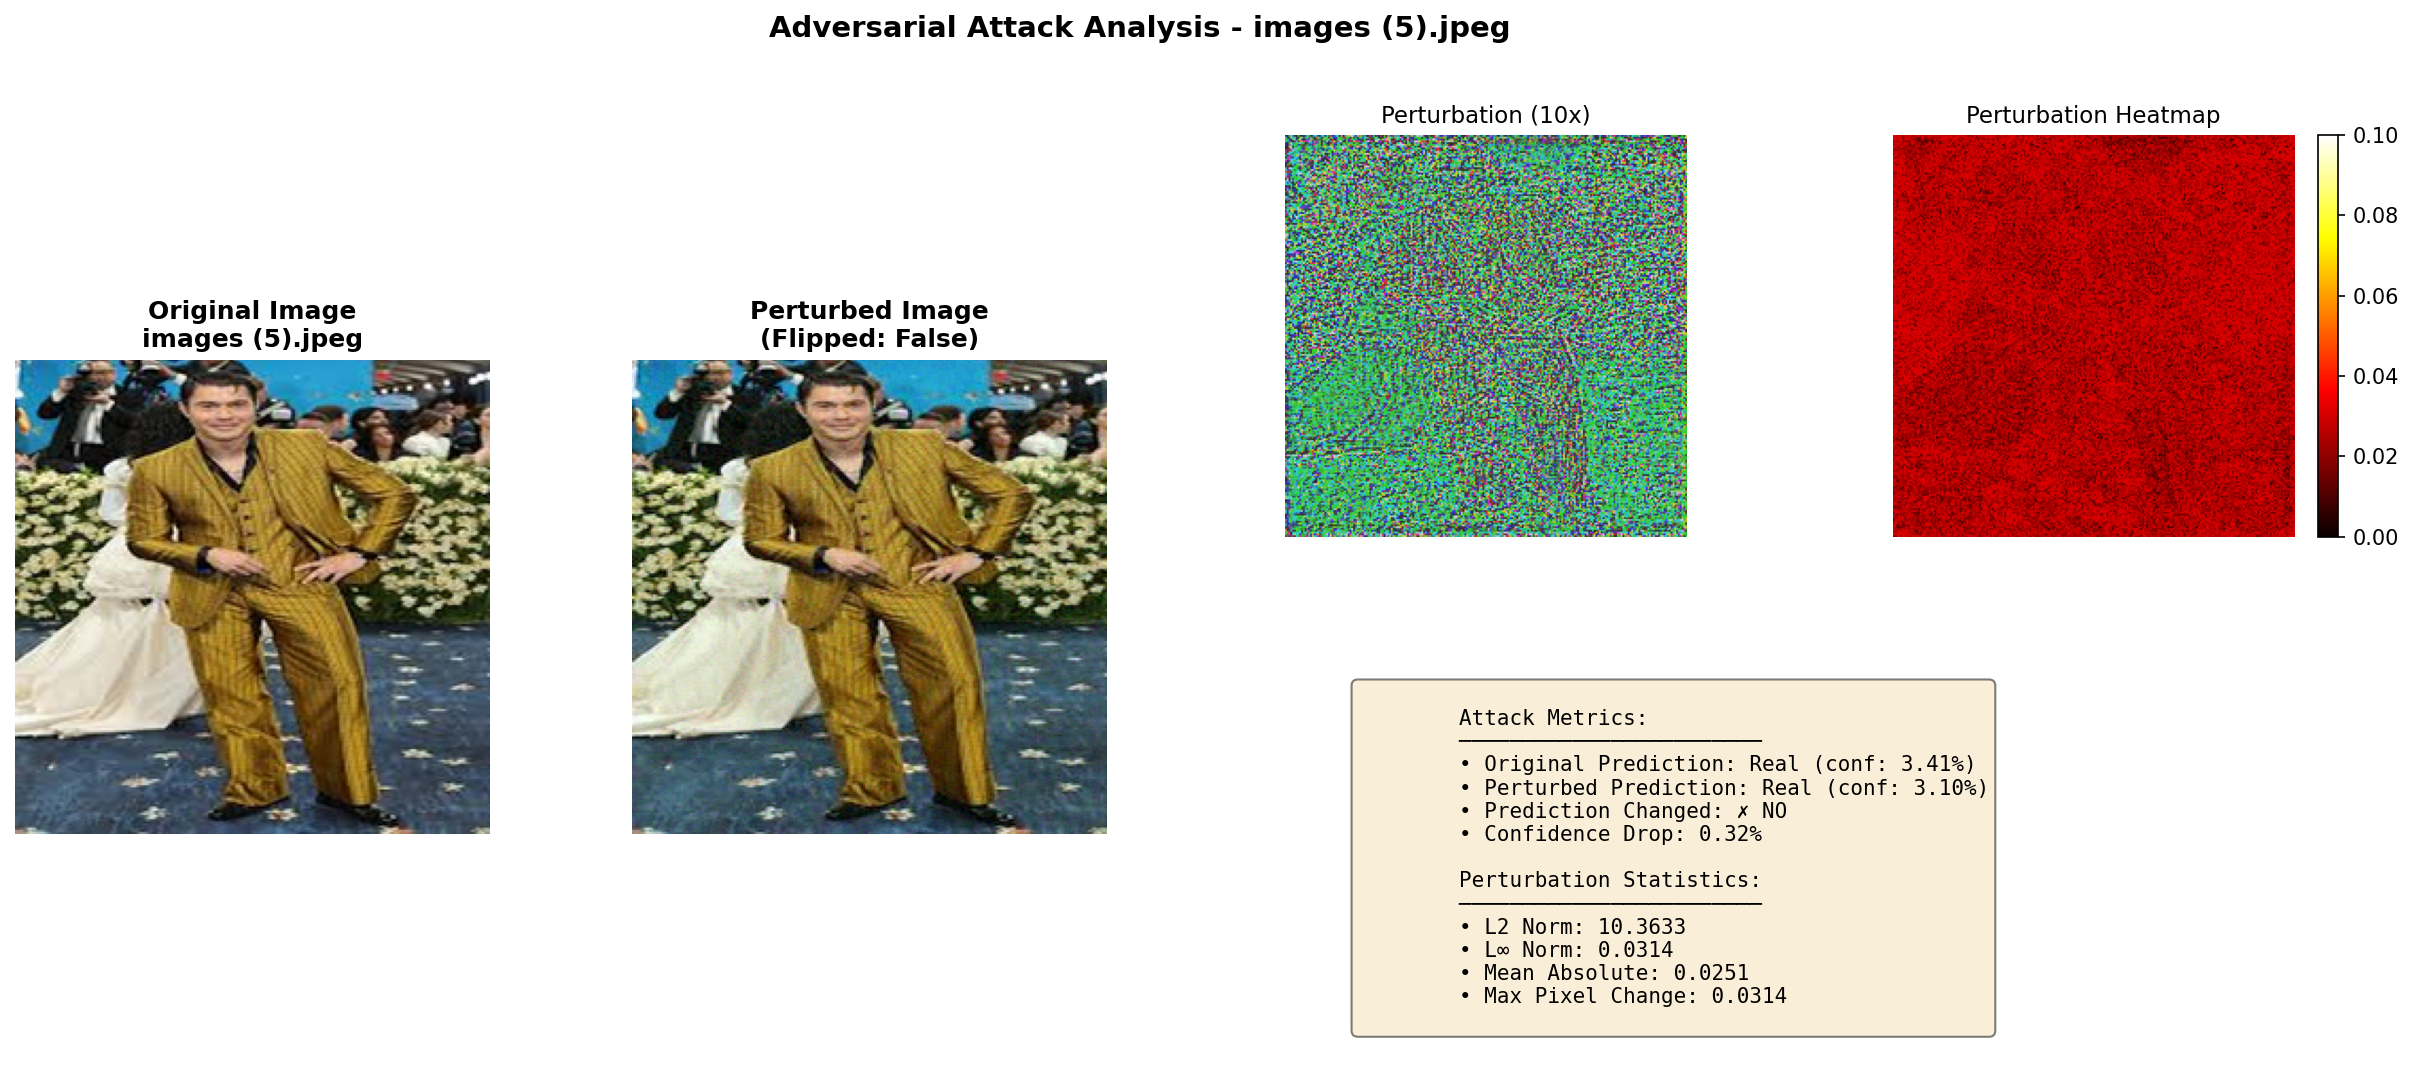 Adversarial Attack Analysis - images (5).jpeg
Original Image
images (5).jpeg
Perturbed Image
(Flipped: False)
Perturbation (10x)
Perturbation Heatmap
0.10
0.08
0.06
0.04
0.02
0.00
Attack Metrics:
• Original Prediction: Real (conf: 3.41%)
• Perturbed Prediction: Real (conf: 3.10%)
• Prediction Changed: ✗ NO
• Confidence Drop: 0.32%
Perturbation Statistics:
• L2 Norm: 10.3633
• L∞ Norm: 0.0314
• Mean Absolute: 0.0251
• Max Pixel Change: 0.0314